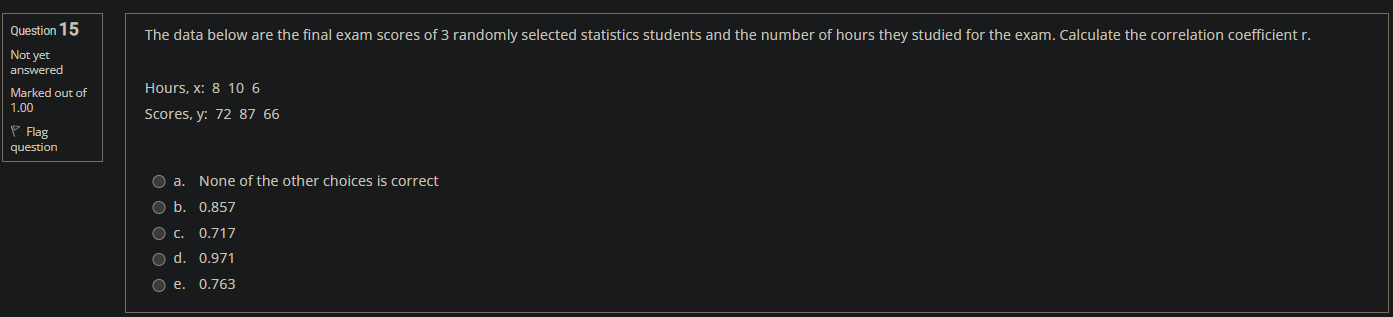 Question 15
Not yet
answered
Marked out of
1.00
Flag
question
The data below are the final exam scores of 3 randomly selected statistics students and the number of hours they studied for the exam. Calculate the correlation coefficient r.
Hours, x: 8 10 6
Scores, y: 72 87 66
a. None of the other choices is correct
b. 0.857
c. 0.717
d. 0.971
e. 0.763